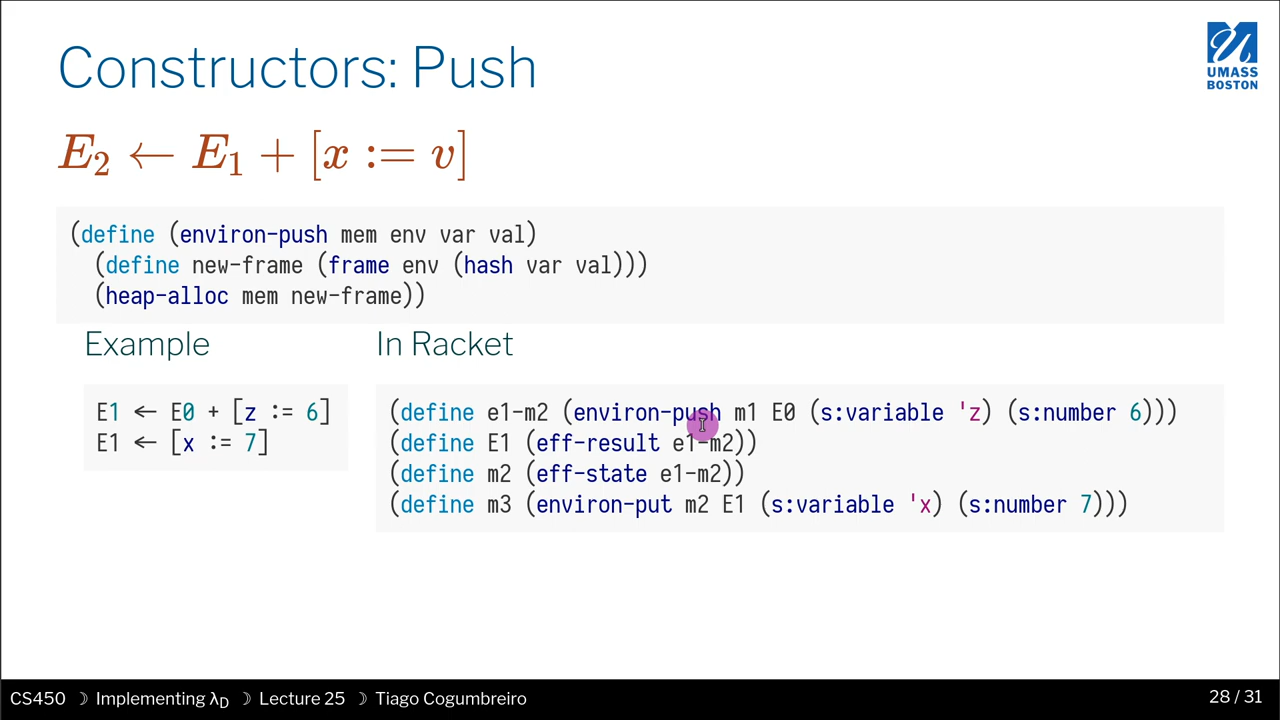 Constructors: Push
UMASS
BOSTON
E₂ ← E₁ + [x := v]
(define (environ-push mem env var val)
  (define new-frame (frame env (hash var val)))
  (heap-alloc mem new-frame))
Example
E1 ← E0 + [z := 6]
E1 ← [x := 7]
In Racket
(define e1-m2 (environ-push m1 E0 (s:variable 'z) (s:number 6)))
(define E1 (eff-result e1-m2))
(define m2 (eff-state e1-m2))
(define m3 (environ-put m2 E1 (s:variable 'x) (s:number 7)))
CS450 ☽ Implementing λD ☽ Lecture 25 ☽ Tiago Cogumbreiro
28 / 31